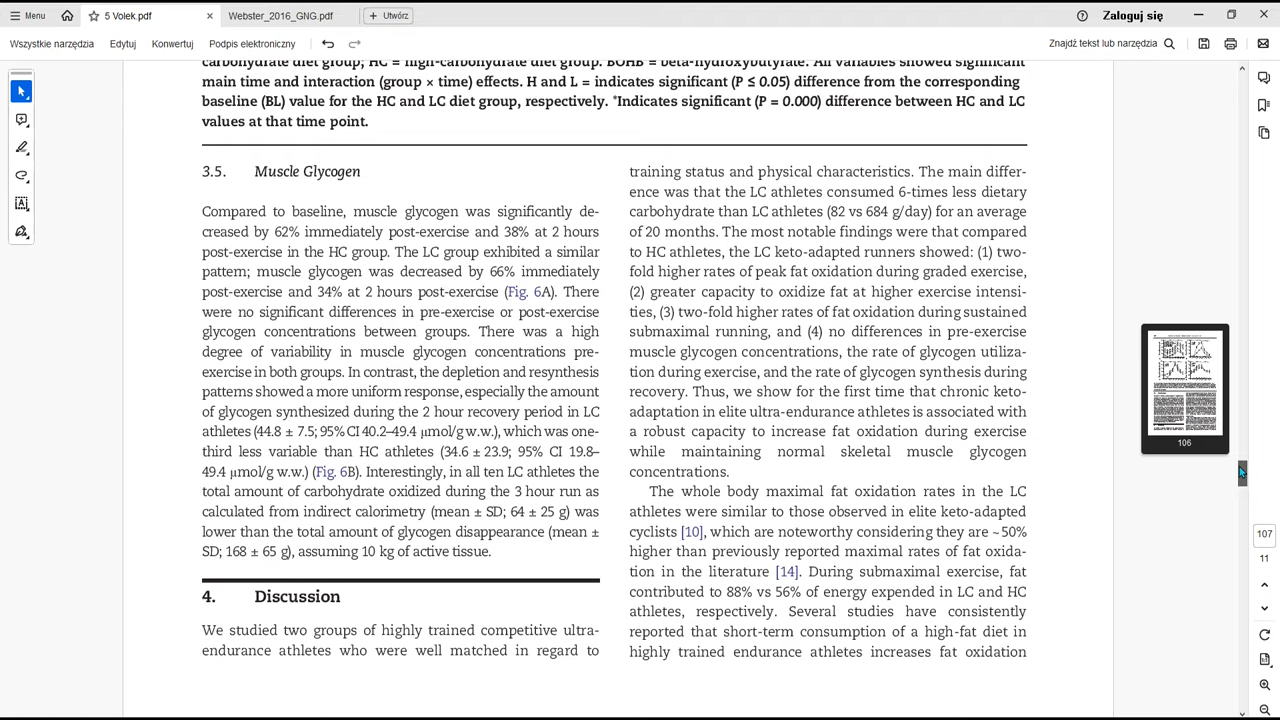 Menu
5 Volek.pdf
Webster_2016_GNG.pdf
Utwórz
Zaloguj się
Wszystkie narzędzia
Edytuj
Konwertuj
Podpis elektroniczny
Znajdź tekst lub narzędzia
carbohydrate diet group; HC = high-carbohydrate diet group. BOHB = beta-hydroxybutyrate. All variables showed significant
main time and interaction (group × time) effects. H and L = indicates significant (P ≤ 0.05) difference from the corresponding
baseline (BL) value for the HC and LC diet group, respectively. *Indicates significant (P = 0.000) difference between HC and LC
values at that time point.
3.5. Muscle Glycogen
Compared to baseline, muscle glycogen was significantly de-
creased by 62% immediately post-exercise and 38% at 2 hours
post-exercise in the HC group. The LC group exhibited a similar
pattern; muscle glycogen was decreased by 66% immediately
post-exercise and 34% at 2 hours post-exercise (Fig. 6A). There
were no significant differences in pre-exercise or post-exercise
glycogen concentrations between groups. There was a high
degree of variability in muscle glycogen concentrations pre-
exercise in both groups. In contrast, the depletion and resynthesis
patterns showed a more uniform response, especially the amount
of glycogen synthesized during the 2 hour recovery period in LC
athletes (44.8 ± 7.5; 95% CI 40.2–49.4 μmol/g w.w.), which was one-
third less variable than HC athletes (34.6 ± 23.9; 95% CI 19.8–
49.4 μmol/g w.w.) (Fig. 6B). Interestingly, in all ten LC athletes the
total amount of carbohydrate oxidized during the 3 hour run as
calculated from indirect calorimetry (mean ± SD; 64 ± 25 g) was
lower than the total amount of glycogen disappearance (mean ±
SD; 168 ± 65 g), assuming 10 kg of active tissue.
4. Discussion
We studied two groups of highly trained competitive ultra-
endurance athletes who were well matched in regard to
training status and physical characteristics. The main differ-
ence was that the LC athletes consumed 6-times less dietary
carbohydrate than LC athletes (82 vs 684 g/day) for an average
of 20 months. The most notable findings were that compared
to HC athletes, the LC keto-adapted runners showed: (1) two-
fold higher rates of peak fat oxidation during graded exercise,
(2) greater capacity to oxidize fat at higher exercise intensi-
ties, (3) two-fold higher rates of fat oxidation during sustained
submaximal running, and (4) no differences in pre-exercise
muscle glycogen concentrations, the rate of glycogen utiliza-
tion during exercise, and the rate of glycogen synthesis during
recovery. Thus, we show for the first time that chronic keto-
adaptation in elite ultra-endurance athletes is associated with
a robust capacity to increase fat oxidation during exercise
while maintaining normal skeletal muscle glycogen
concentrations.
The whole body maximal fat oxidation rates in the LC
athletes were similar to those observed in elite keto-adapted
cyclists [10], which are noteworthy considering they are ~50%
higher than previously reported maximal rates of fat oxida-
tion in the literature [14]. During submaximal exercise, fat
contributed to 88% vs 56% of energy expended in LC and HC
athletes, respectively. Several studies have consistently
reported that short-term consumption of a high-fat diet in
highly trained endurance athletes increases fat oxidation
106
107
11